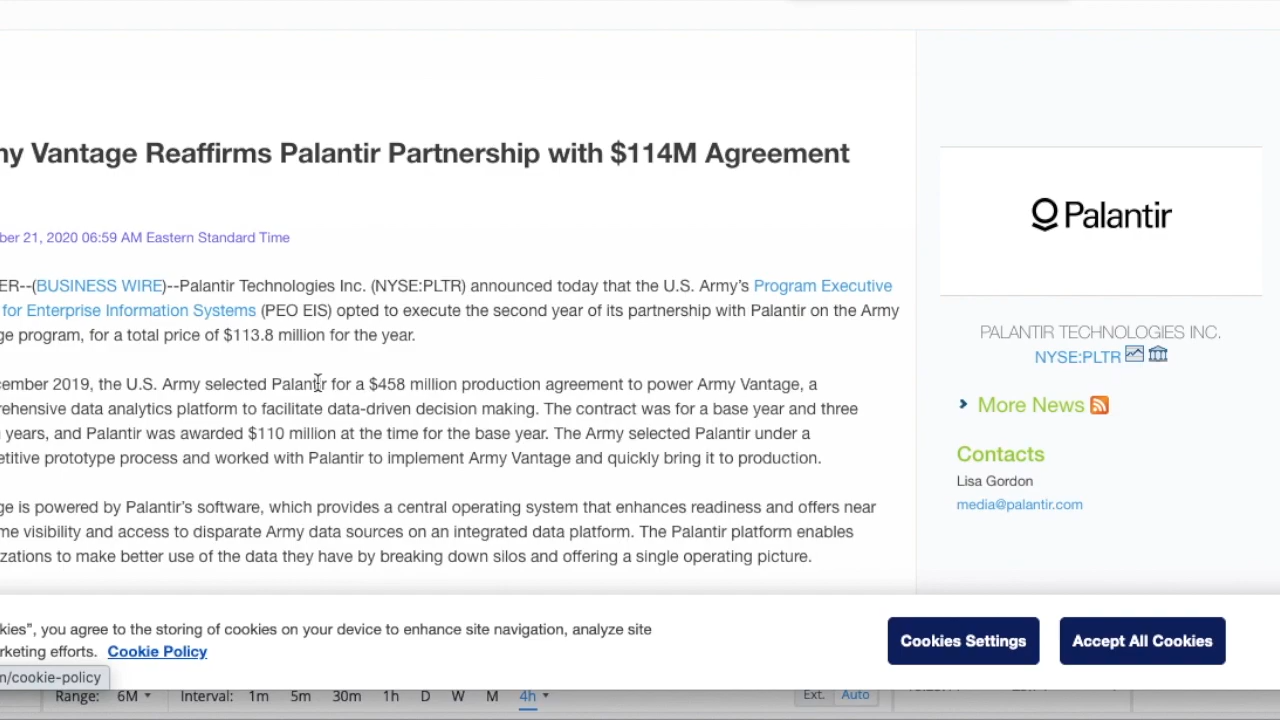 ny Vantage Reaffirms Palantir Partnership with $114M Agreement
ber 21, 2020 06:59 AM Eastern Standard Time
ER--(BUSINESS WIRE)--Palantir Technologies Inc. (NYSE:PLTR) announced today that the U.S. Army’s Program Executive
for Enterprise Information Systems (PEO EIS) opted to execute the second year of its partnership with Palantir on the Army
ge program, for a total price of $113.8 million for the year.
cember 2019, the U.S. Army selected Palantir for a $458 million production agreement to power Army Vantage, a
rehensive data analytics platform to facilitate data-driven decision making. The contract was for a base year and three
years, and Palantir was awarded $110 million at the time for the base year. The Army selected Palantir under a
etitive prototype process and worked with Palantir to implement Army Vantage and quickly bring it to production.
ge is powered by Palantir’s software, which provides a central operating system that enhances readiness and offers near
me visibility and access to disparate Army data sources on an integrated data platform. The Palantir platform enables
zations to make better use of the data they have by breaking down silos and offering a single operating picture.
Palantir
PALANTIR TECHNOLOGIES INC.
NYSE:PLTR
More News
Contacts
Lisa Gordon
media@palantir.com
kies”, you agree to the storing of cookies on your device to enhance site navigation, analyze site
rketing efforts. Cookie Policy
Cookies Settings
Accept All Cookies
n/cookie-policy
Range: 6M Interval: 1m 5m 30m 1h D W M 4h Ext. Auto